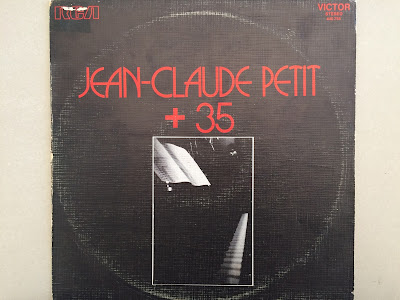 RCA
VICTOR
STEREO
JEAN-CLAUDE PETIT
+ 35